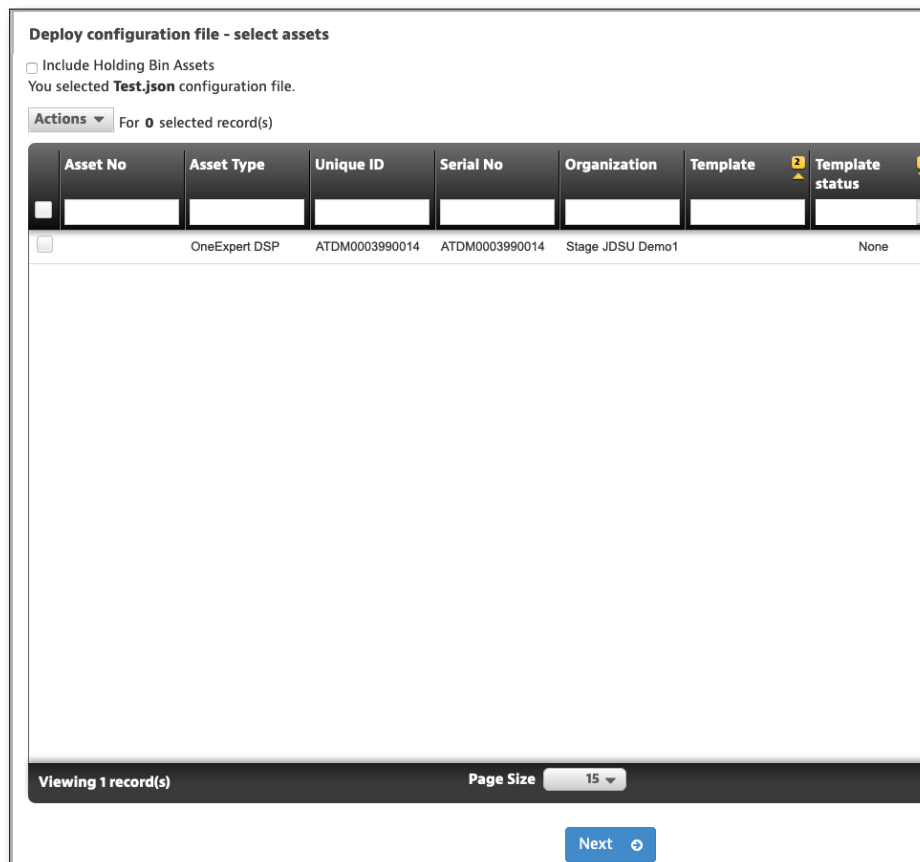 Deploy configuration file - select assets
Include Holding Bin Assets
You selected Test.json configuration file.
Actions For 0 selected record(s)
Asset No Asset Type Unique ID Serial No Organization Template 2 Template status
OneExpert DSP ATDM0003990014 ATDM0003990014 Stage JDSU Demo1 None
Viewing 1 record(s) Page Size 15
Next